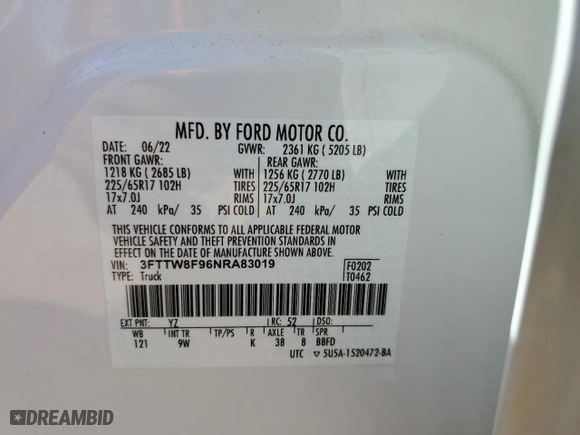 MFD. BY FORD MOTOR CO.
DATE: 06/22 GVWR: 2361 KG ( 5205 LB)
FRONT GAWR: REAR GAWR:
1218 KG ( 2685 LB) WITH 1256 KG ( 2770 LB) WITH
225/65R17 102H TIRES 225/65R17 102H TIRES
17x7.0J RIMS 17x7.0J RIMS
AT 240 kPa/ 35 PSI COLD AT 240 kPa/ 35 PSI COLD
THIS VEHICLE CONFORMS TO ALL APPLICABLE FEDERAL MOTOR
VEHICLE SAFETY AND THEFT PREVENTION STANDARDS IN
EFFECT ON THE DATE OF MANUFACTURE SHOWN ABOVE.
VIN: 3FTTW8F96NRA83019 F0202
TYPE: Truck T0462
EXT PNT: YZ RC: 52 DSO:
WB INT TR TP/PS R AXLE TR SPR
121 9W K 38 8 BBFD
UTC ▽ 5U5A-1520472-BA
DREAMBID